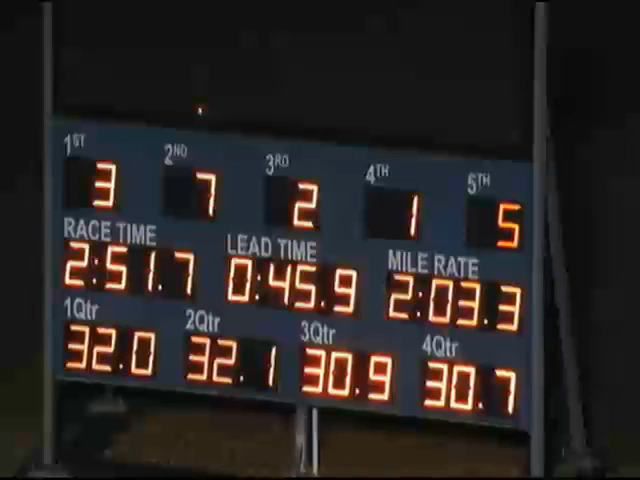 1ST 2ND 3RD 4TH 5TH
3 7 2 1 5
RACE TIME LEAD TIME MILE RATE
2:51.7 0:45.9 2:03.3
1Qtr 2Qtr 3Qtr 4Qtr
32.0 32.1 30.9 30.7